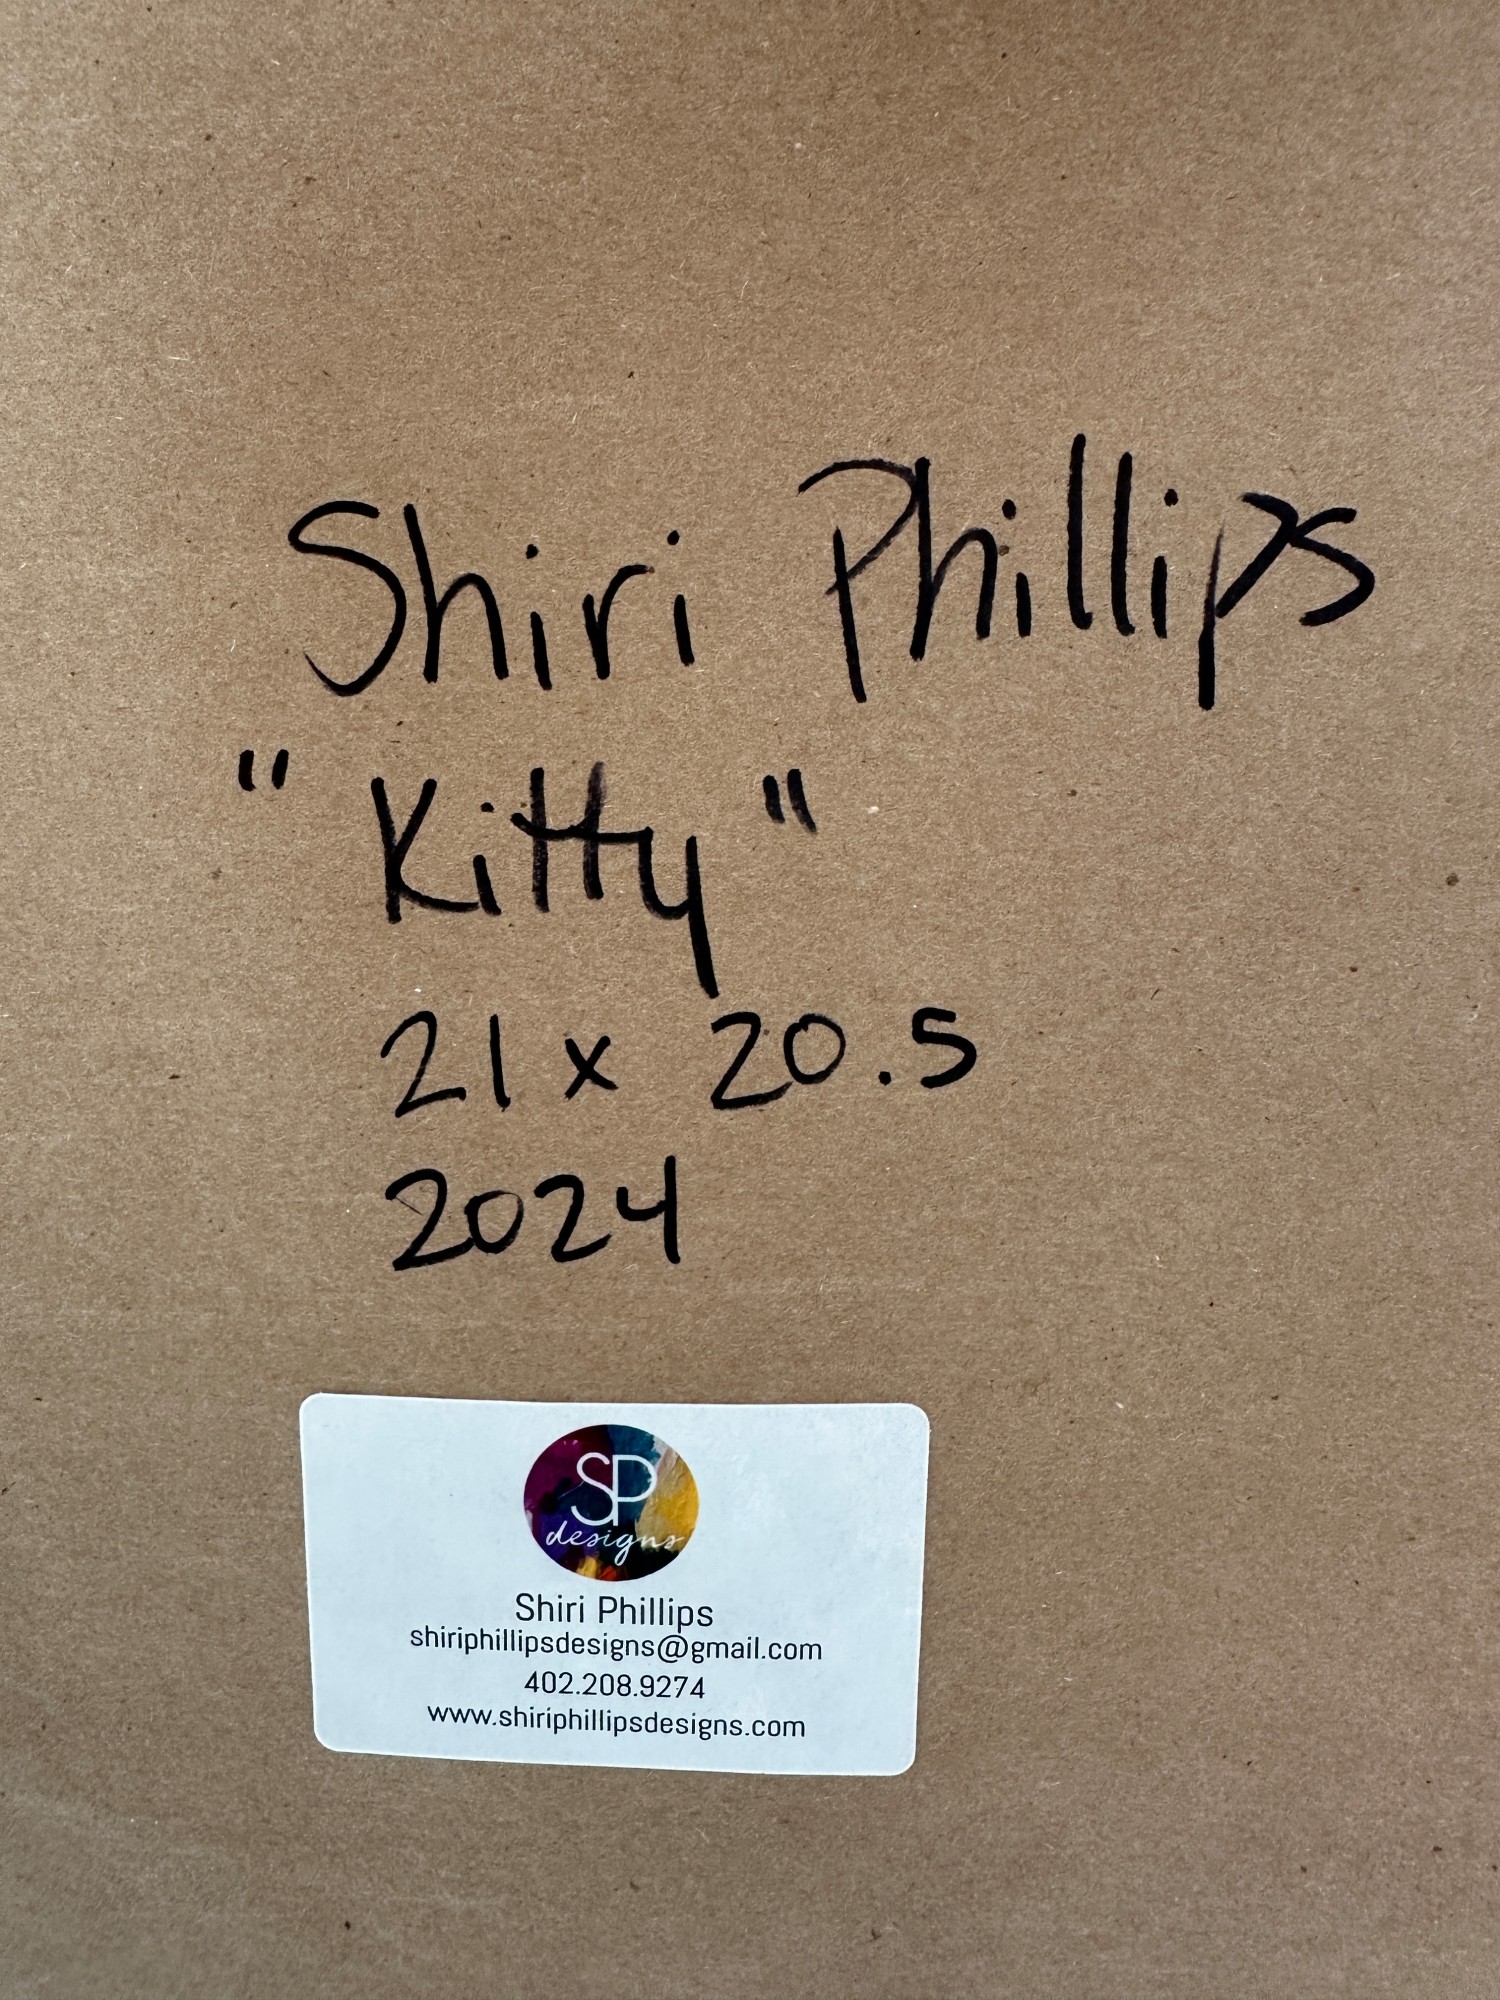 Shiri Phillips
"Kitty"
21 x 20.5
2024
SP
designs
Shiri Phillips
shiriphillipsdesigns@gmail.com
402.208.9274
www.shiriphillipsdesigns.com